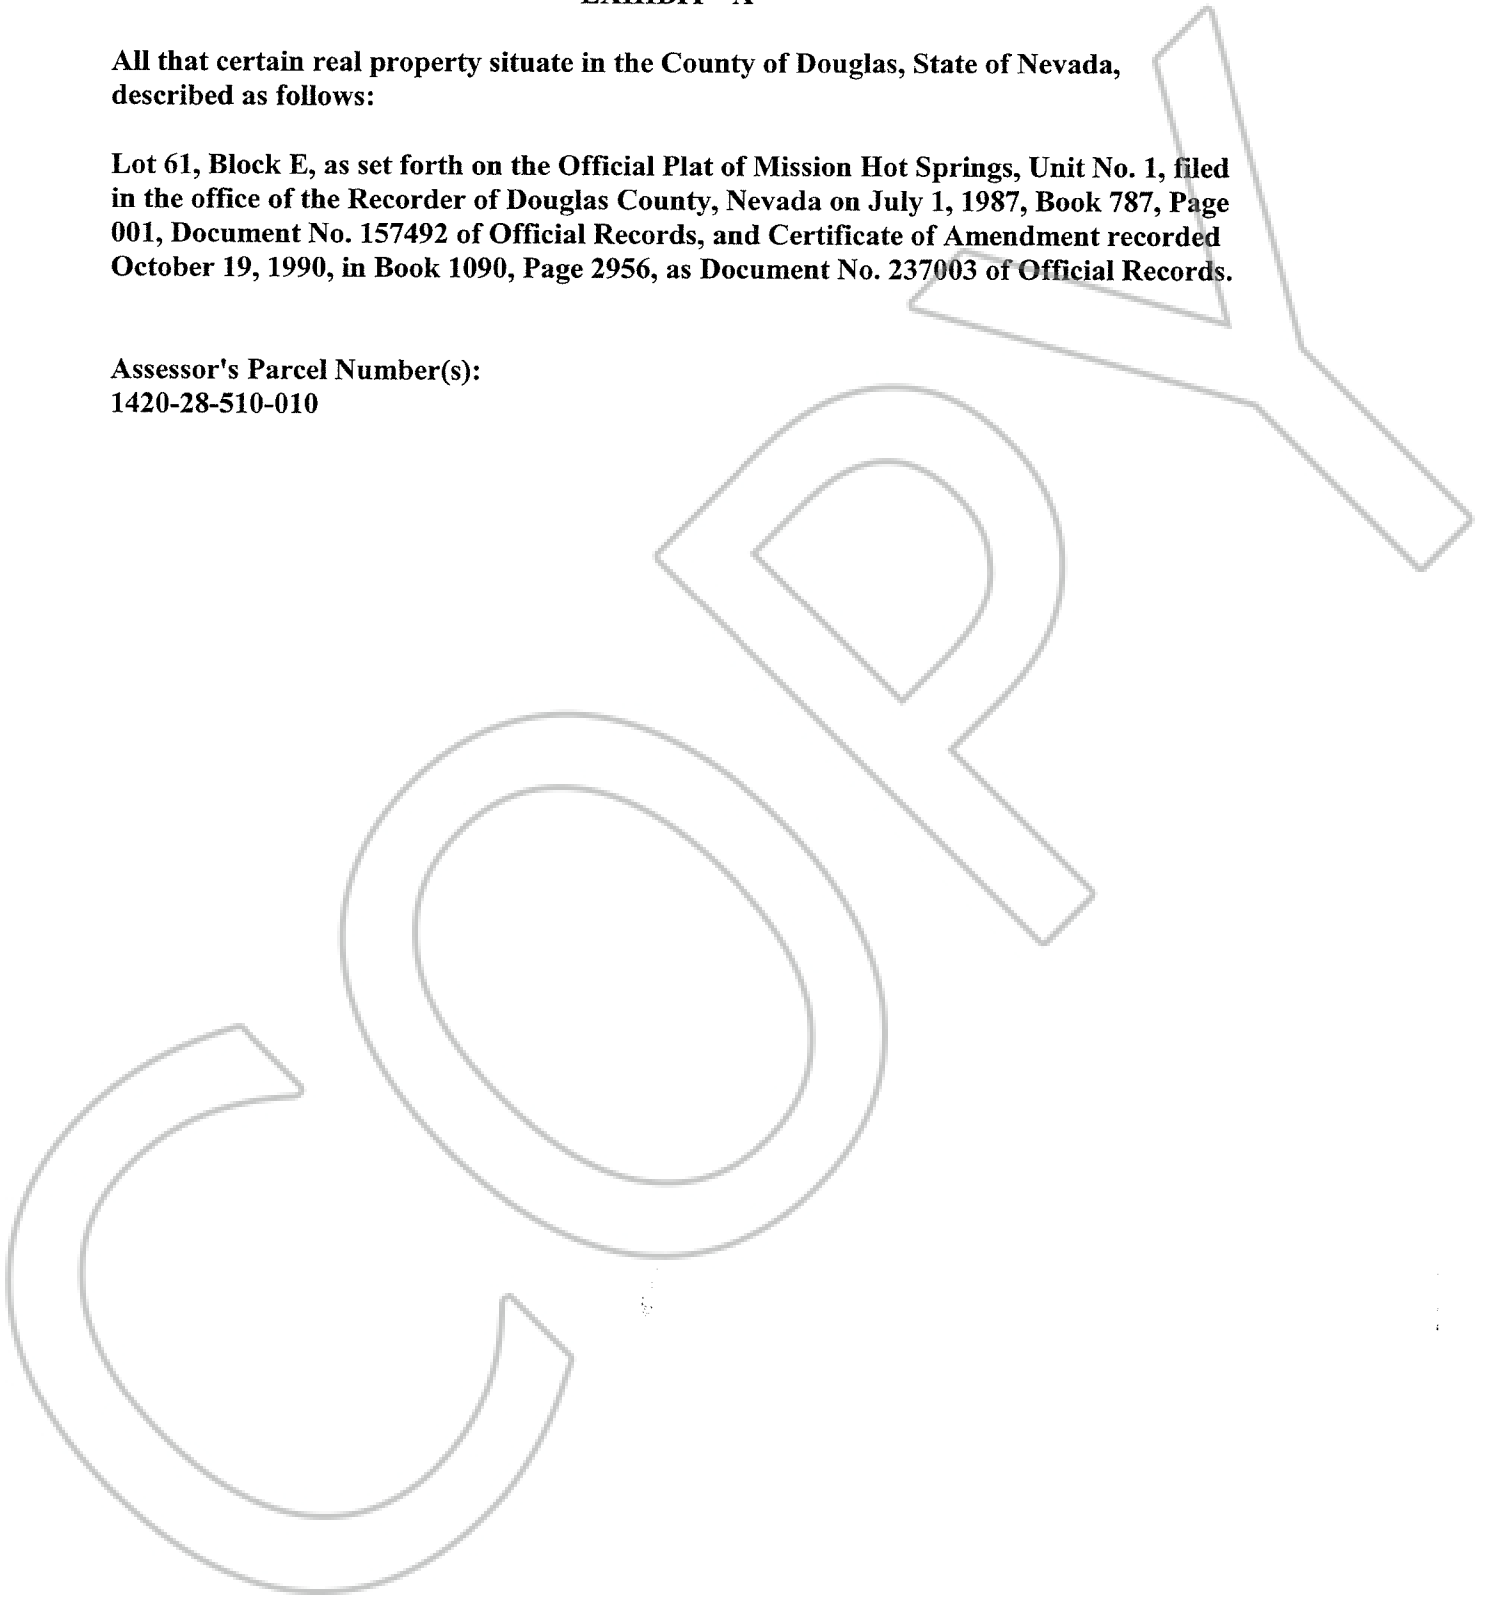 EXHIBIT "A"
All that certain real property situate in the County of Douglas, State of Nevada,
described as follows:
Lot 61, Block E, as set forth on the Official Plat of Mission Hot Springs, Unit No. 1, filed
in the office of the Recorder of Douglas County, Nevada on July 1, 1987, Book 787, Page
001, Document No. 157492 of Official Records, and Certificate of Amendment recorded
October 19, 1990, in Book 1090, Page 2956, as Document No. 237003 of Official Records.
Assessor's Parcel Number(s):
1420-28-510-010
COPY